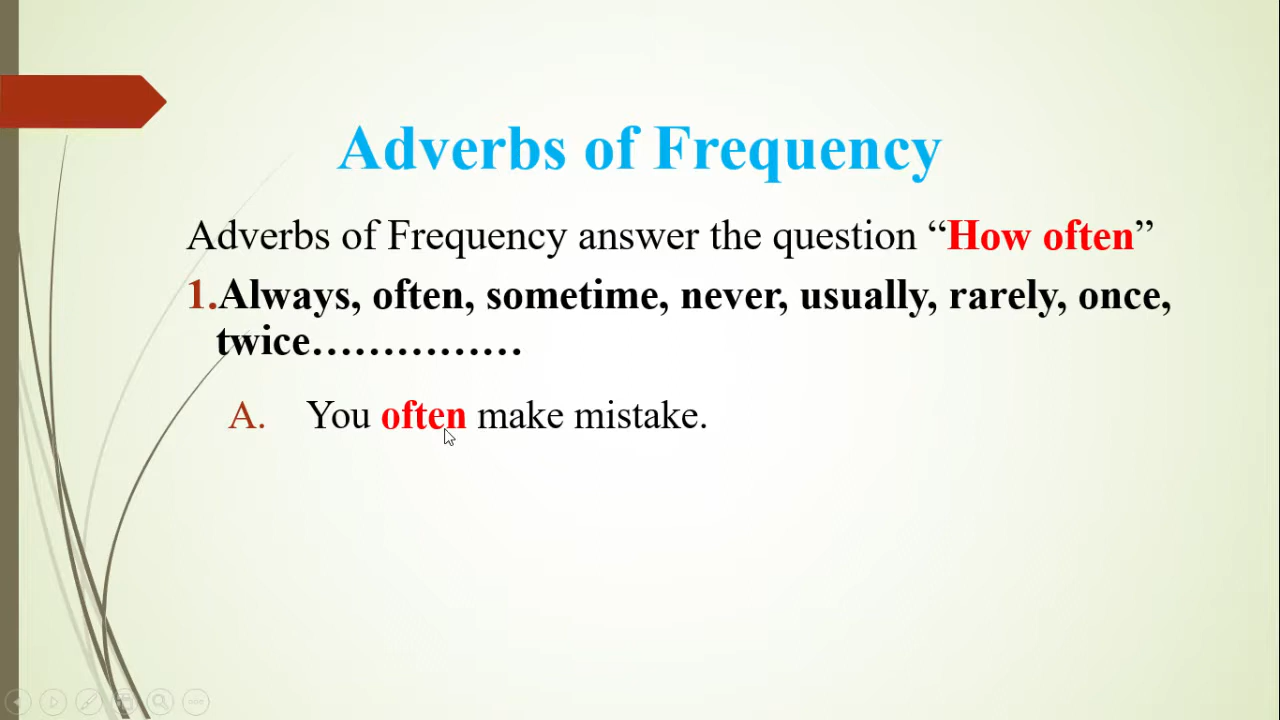 Adverbs of Frequency
Adverbs of Frequency answer the question “How often”
1.Always, often, sometime, never, usually, rarely, once,
twice……………
A. You often make mistake.